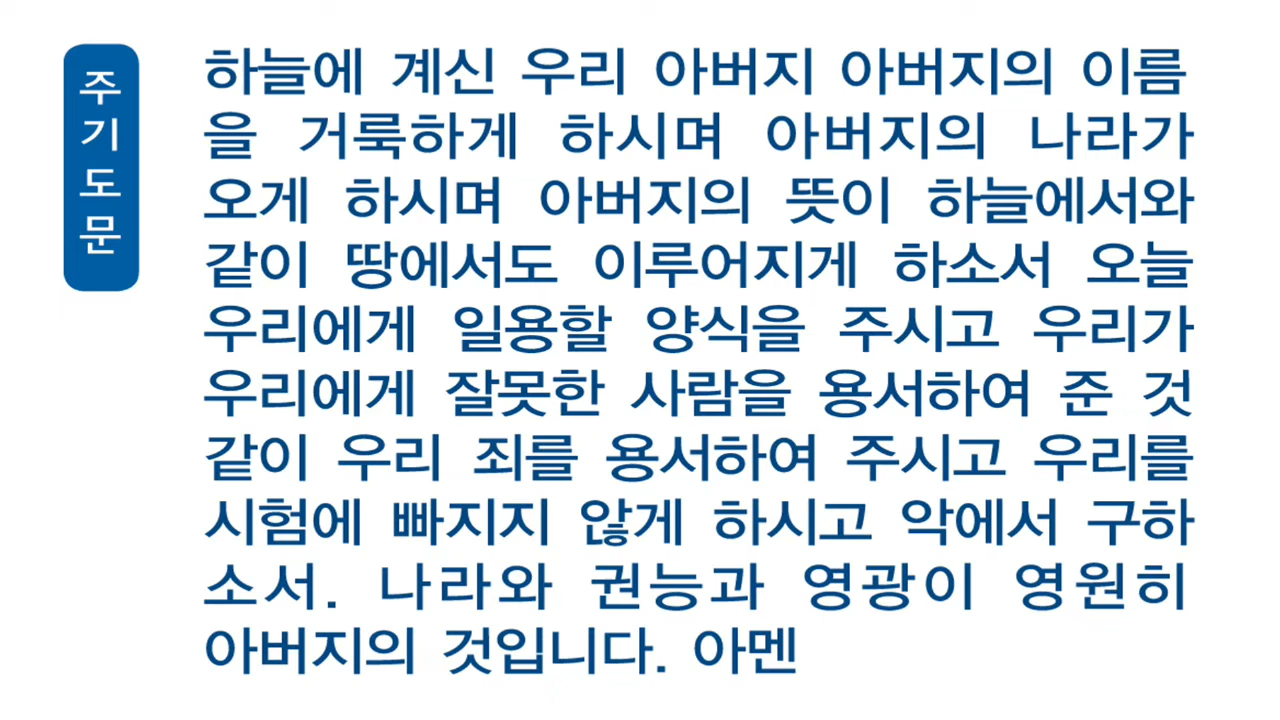 주기도문
하늘에 계신 우리 아버지 아버지의 이름
을 거룩하게 하시며 아버지의 나라가
오게 하시며 아버지의 뜻이 하늘에서와
같이 땅에서도 이루어지게 하소서 오늘
우리에게 일용할 양식을 주시고 우리가
우리에게 잘못한 사람을 용서하여 준 것
같이 우리 죄를 용서하여 주시고 우리를
시험에 빠지지 않게 하시고 악에서 구하
소서. 나라와 권능과 영광이 영원히
아버지의 것입니다. 아멘